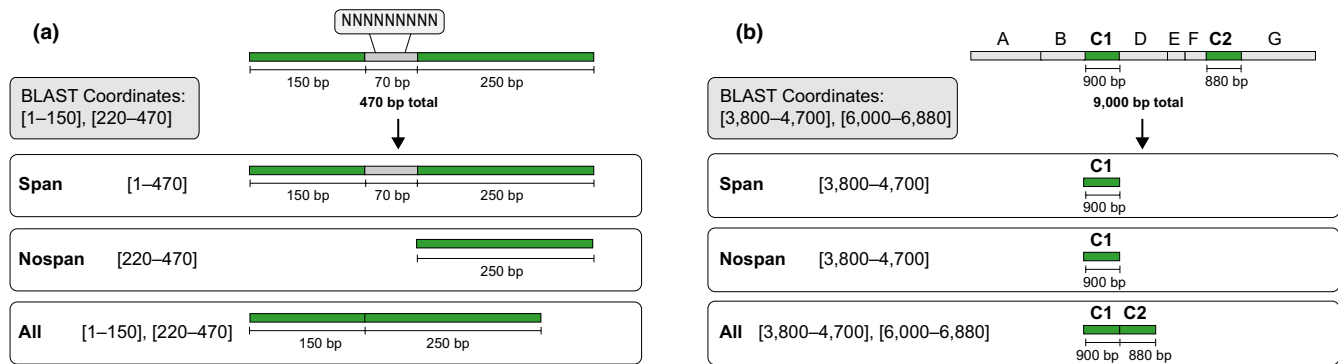 (a)
NNNNNNNNN
150 bp 70 bp 250 bp
470 bp total
BLAST Coordinates:
[1–150], [220–470]
Span [1–470]
150 bp 70 bp 250 bp
Nospan [220–470]
250 bp
All [1–150], [220–470]
150 bp 250 bp
(b)
A B C1 D E F C2 G
900 bp 880 bp
9,000 bp total
BLAST Coordinates:
[3,800–4,700], [6,000–6,880]
C1
Span [3,800–4,700]
900 bp
C1
Nospan [3,800–4,700]
900 bp
C1 C2
All [3,800–4,700], [6,000–6,880]
900 bp 880 bp